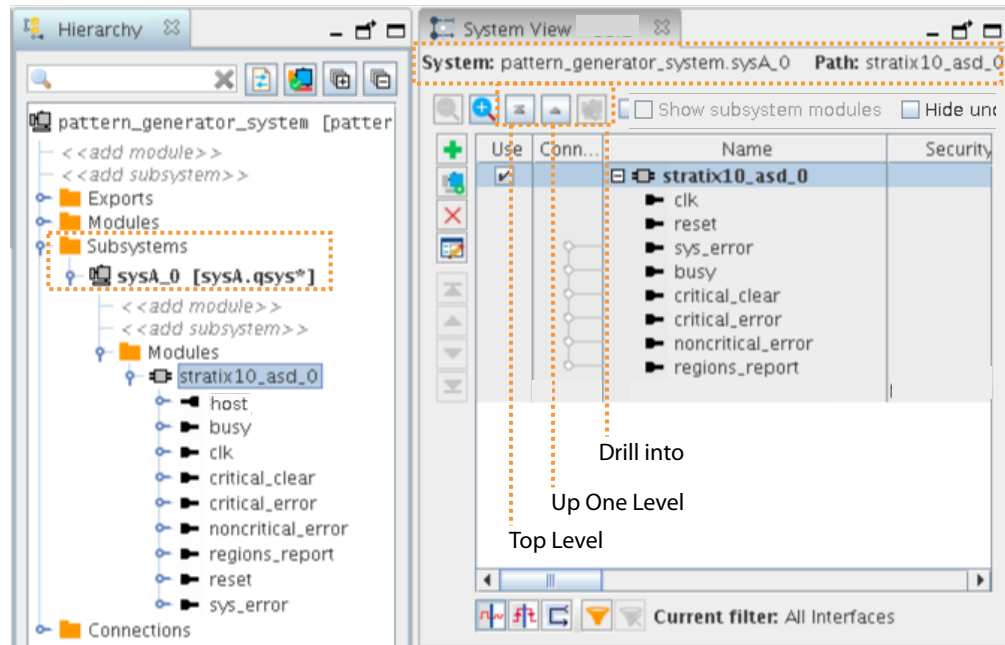 Hierarchy
pattern_generator_system [patter
<<add module>>
<<add subsystem>>
Exports
Modules
Subsystems
sysA_0 [sysA.qsys*]
<<add module>>
<<add subsystem>>
Modules
stratix10_asd_0
host
busy
clk
critical_clear
critical_error
noncritical_error
regions_report
reset
sys_error
Connections
System View
System: pattern_generator_system.sysA_0 Path: stratix10_asd_0
Show subsystem modules Hide unc
Use Conn... Name Security
stratix10_asd_0
clk
reset
sys_error
busy
critical_clear
critical_error
noncritical_error
regions_report
Drill into
Up One Level
Top Level
Current filter: All Interfaces